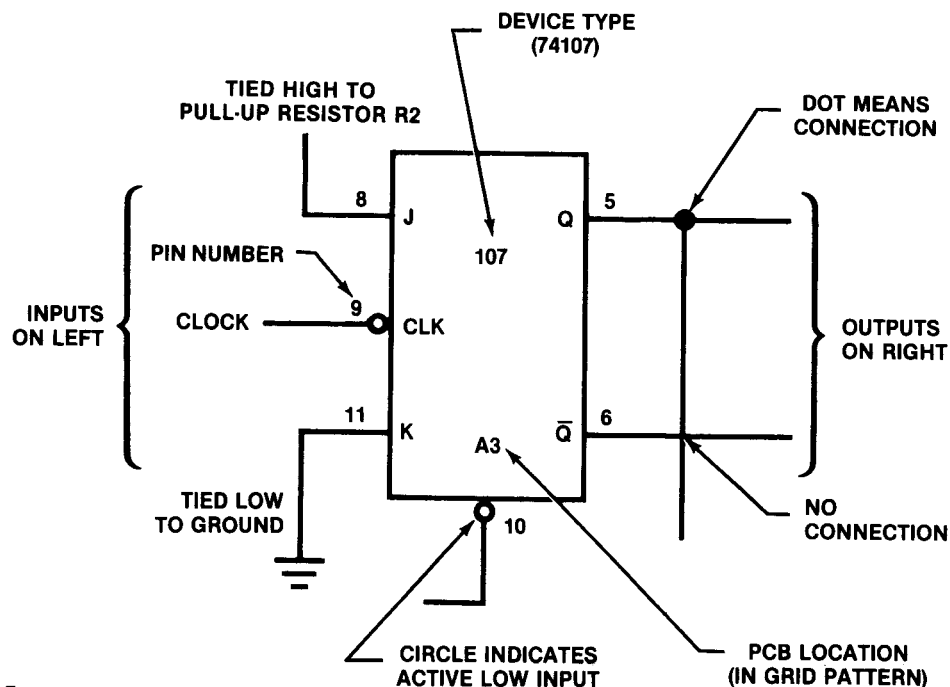 DEVICE TYPE
(74107)
TIED HIGH TO
PULL-UP RESISTOR R2
DOT MEANS
CONNECTION
8
J
Q
5
107
PIN NUMBER
9
INPUTS
ON LEFT
CLOCK
CLK
OUTPUTS
ON RIGHT
11
K
Q̅
6
A3
TIED LOW
TO GROUND
10
NO
CONNECTION
CIRCLE INDICATES
ACTIVE LOW INPUT
PCB LOCATION
(IN GRID PATTERN)